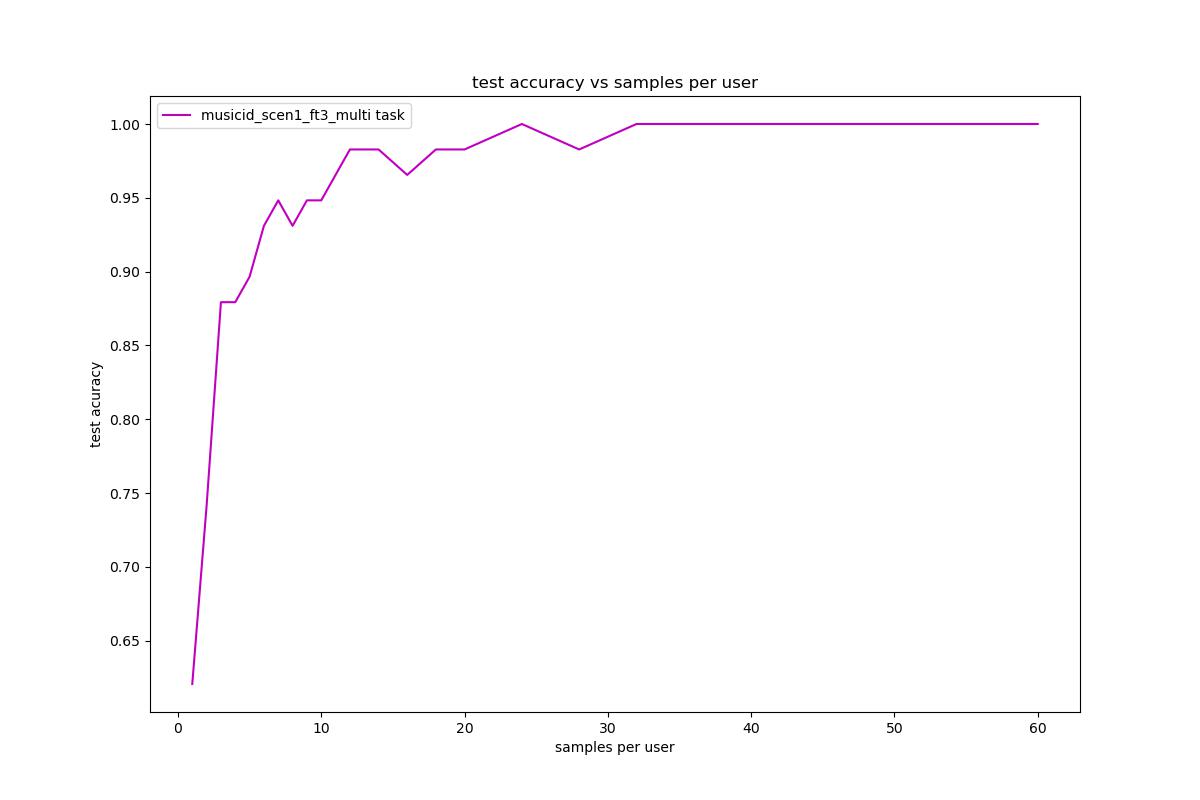 test accuracy vs samples per user
musicid_scen1_ft3_multi task
1.00
0.95
0.90
0.85
0.80
0.75
0.70
0.65
test acuracy
0 10 20 30 40 50 60
samples per user